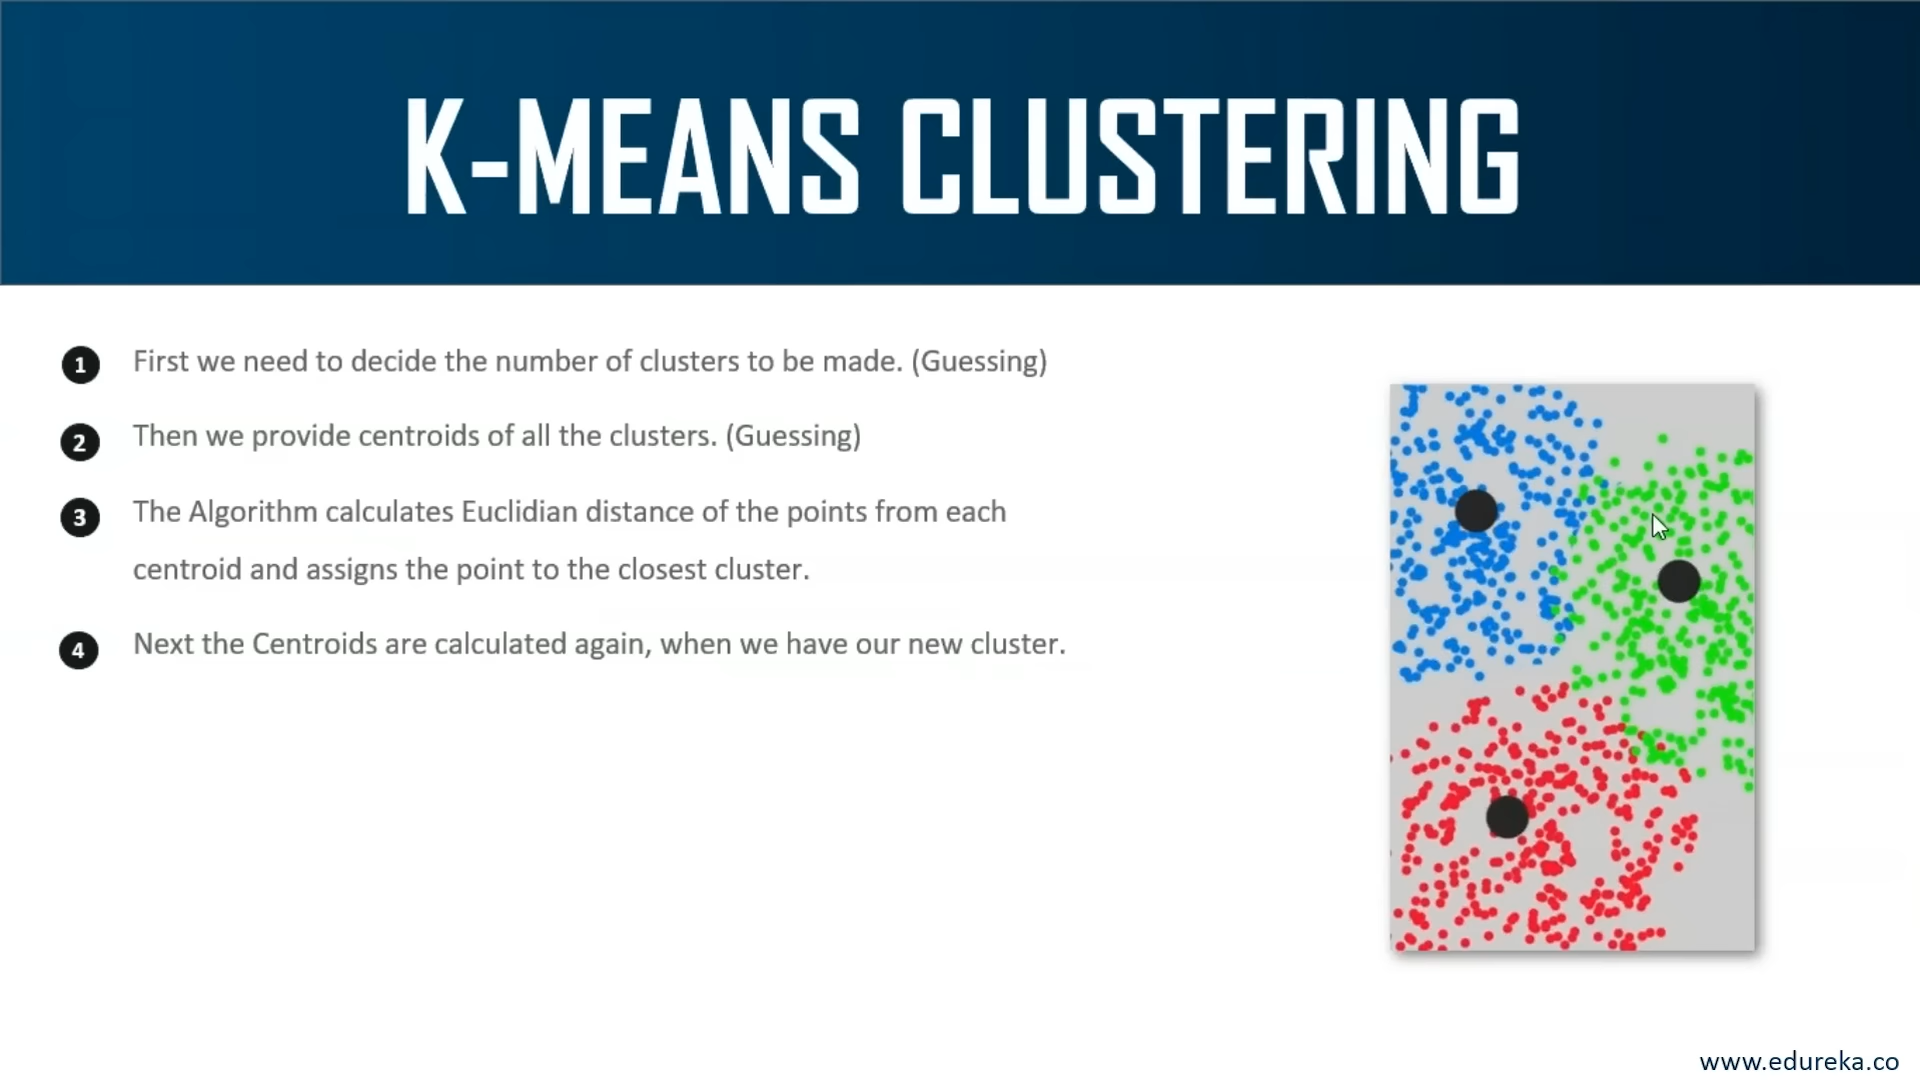 K-MEANS CLUSTERING
1 First we need to decide the number of clusters to be made. (Guessing)
2 Then we provide centroids of all the clusters. (Guessing)
3 The Algorithm calculates Euclidian distance of the points from each
centroid and assigns the point to the closest cluster.
4 Next the Centroids are calculated again, when we have our new cluster.
www.edureka.co